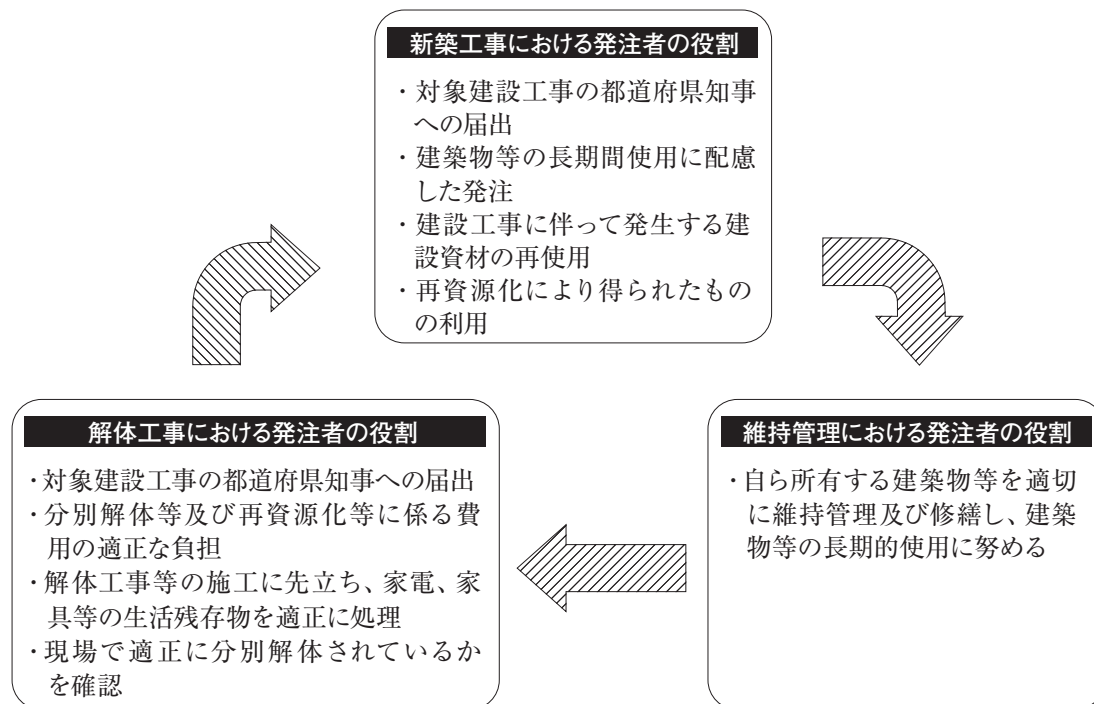 新築工事における発注者の役割
・対象建設工事の都道府県知事
への届出
・建築物等の長期間使用に配慮
した発注
・建設工事に伴って発生する建
設資材の再使用
・再資源化により得られたもの
の利用
解体工事における発注者の役割
・対象建設工事の都道府県知事への届出
・分別解体等及び再資源化等に係る費
用の適正な負担
・解体工事等の施工に先立ち、家電、家
具等の生活残存物を適正に処理
・現場で適正に分別解体されているか
を確認
維持管理における発注者の役割
・自ら所有する建築物等を適切
に維持管理及び修繕し、建築
物等の長期的使用に努める